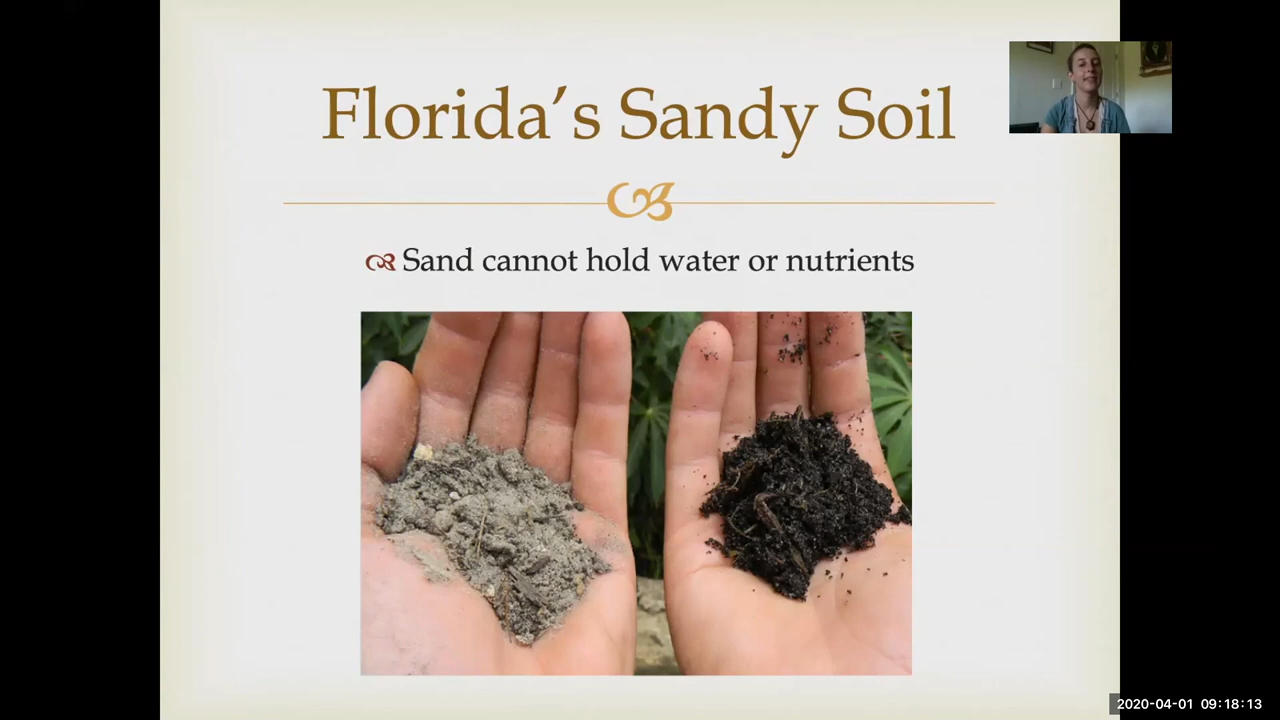 Florida’s Sandy Soil
Sand cannot hold water or nutrients
2020-04-01 09:18:13